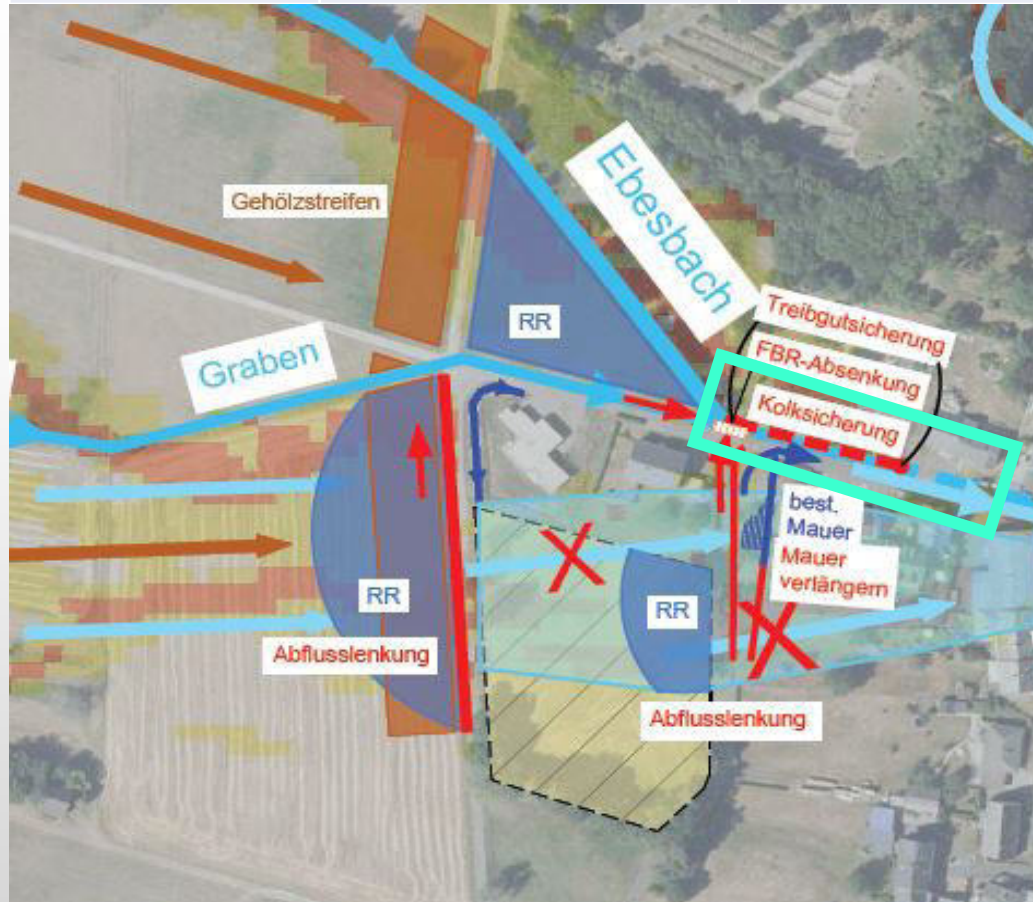 Gehölzstreifen
Ebesbach
RR
Graben
Treibgutsicherung
FBR-Absenkung
Kolksicherung
best.
Mauer
Mauer
verlängern
RR
RR
Abflusslenkung
Abflusslenkung